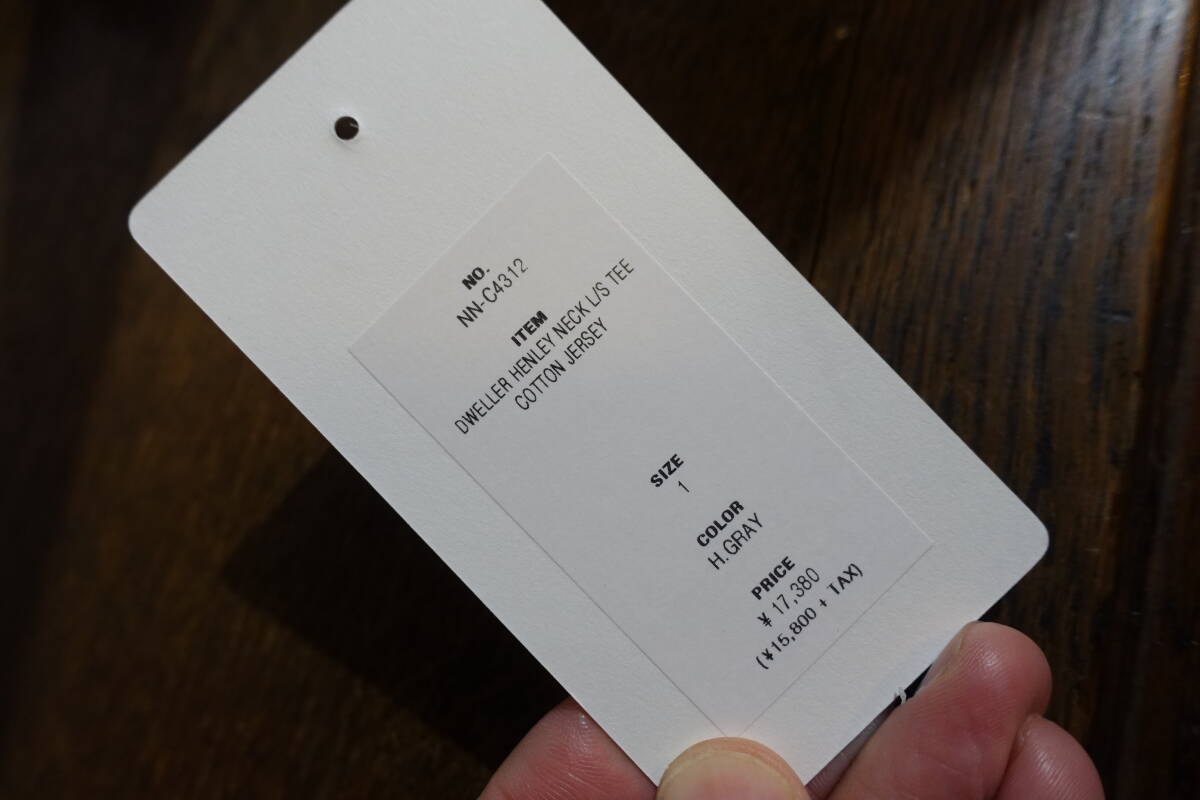 NO.
NN-C4312
ITEM
DWELLER HENLEY NECK L/S TEE
COTTON JERSEY
SIZE
1
COLOR
H.GRAY
PRICE
¥ 17,380
(¥15,800 + TAX)